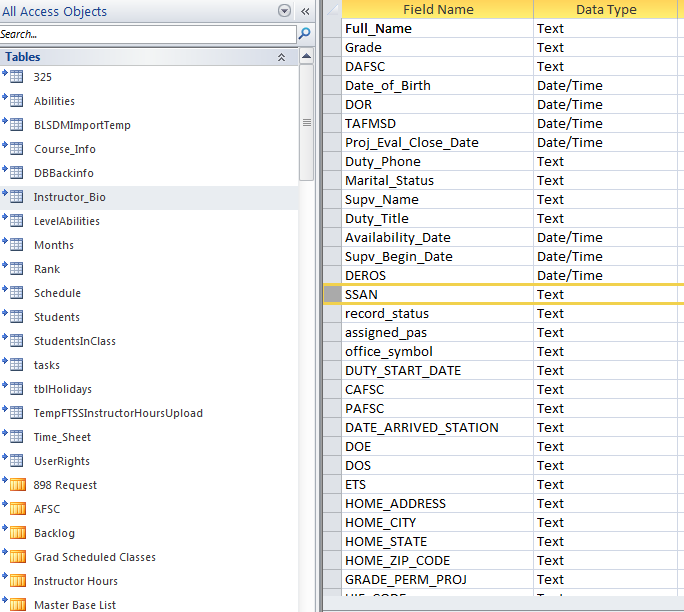 All Access Objects
Search...
Tables
325
Abilities
BLSDMImportTemp
Course_Info
DBBackinfo
Instructor_Bio
LevelAbilities
Months
Rank
Schedule
Students
StudentsInClass
tasks
tblHolidays
TempFTSSInstructorHoursUpload
Time_Sheet
UserRights
898 Request
AFSC
Backlog
Grad Scheduled Classes
Instructor Hours
Master Base List
Field Name Data Type
Full_Name Text
Grade Text
DAFSC Text
Date_of_Birth Date/Time
DOR Date/Time
TAFMSD Date/Time
Proj_Eval_Close_Date Date/Time
Duty_Phone Text
Marital_Status Text
Supv_Name Text
Duty_Title Text
Availability_Date Date/Time
Supv_Begin_Date Date/Time
DEROS Date/Time
SSAN Text
record_status Text
assigned_pas Text
office_symbol Text
DUTY_START_DATE Text
CAFSC Text
PAFSC Text
DATE_ARRIVED_STATION Text
DOE Text
DOS Text
ETS Text
HOME_ADDRESS Text
HOME_CITY Text
HOME_STATE Text
HOME_ZIP_CODE Text
GRADE_PERM_PROJ Text